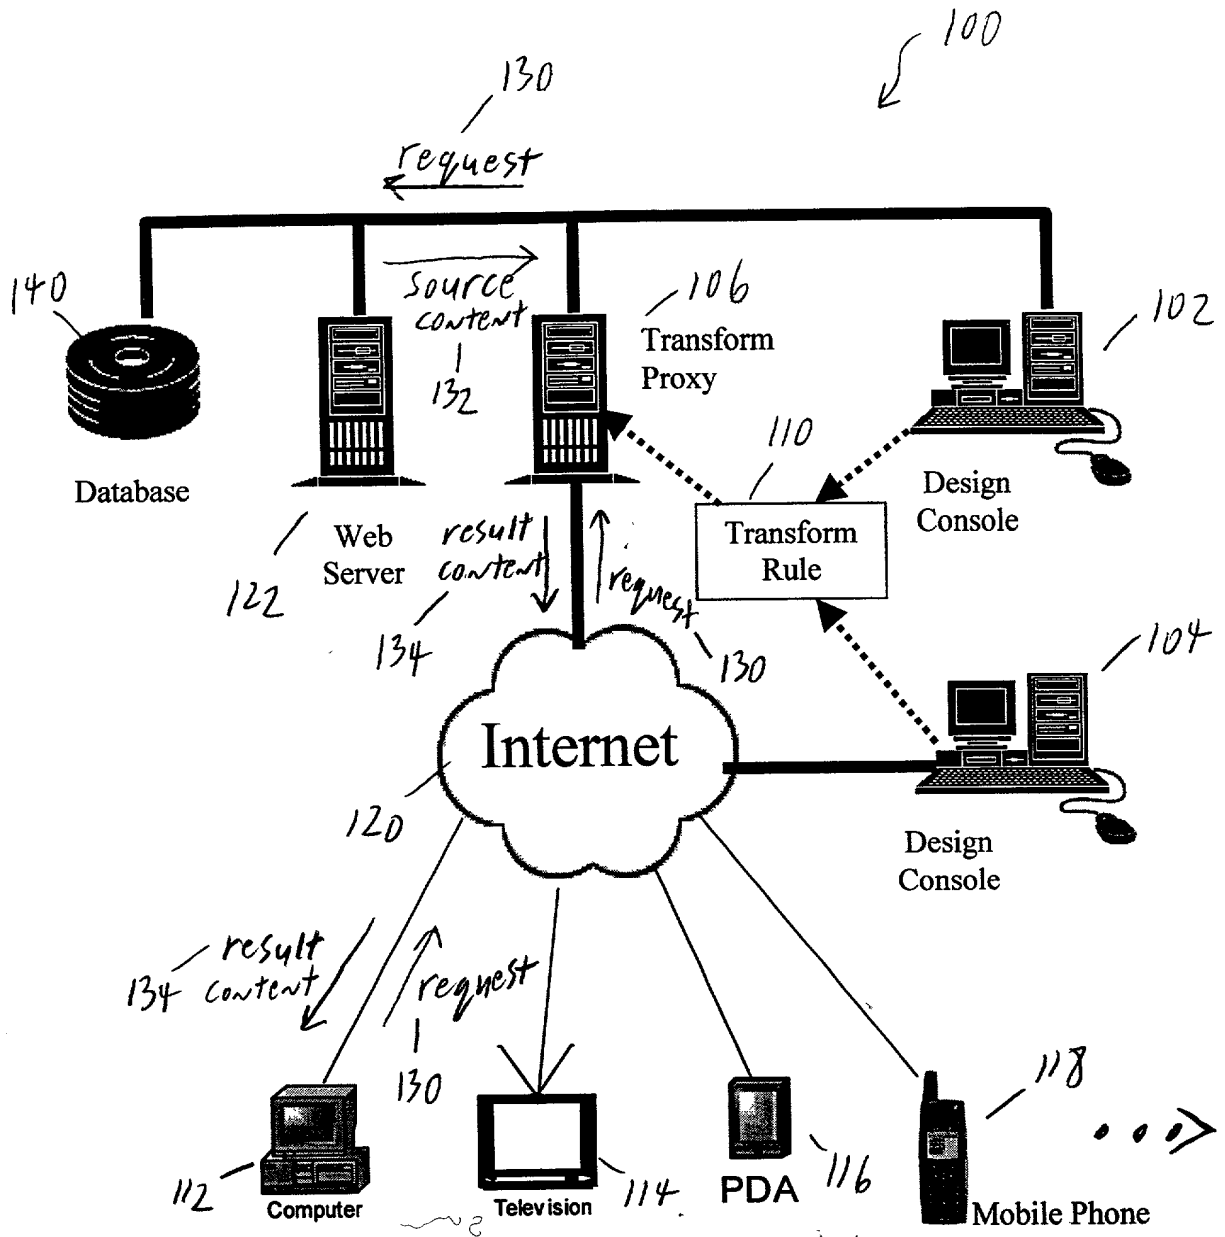 100
130
request
140
source
content
132
106
Transform
Proxy
102
110
Database
Web
Server
122
Design
Console
Transform
Rule
result
content
134
request
130
104
Internet
120
Design
Console
result
content
134
request
130
118
112
Computer
114
Television
116
PDA
Mobile Phone